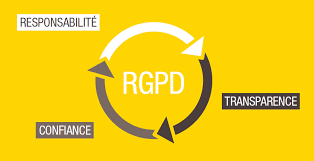 RESPONSABILITÉ
RGPD
TRANSPARENCE
CONFIANCE